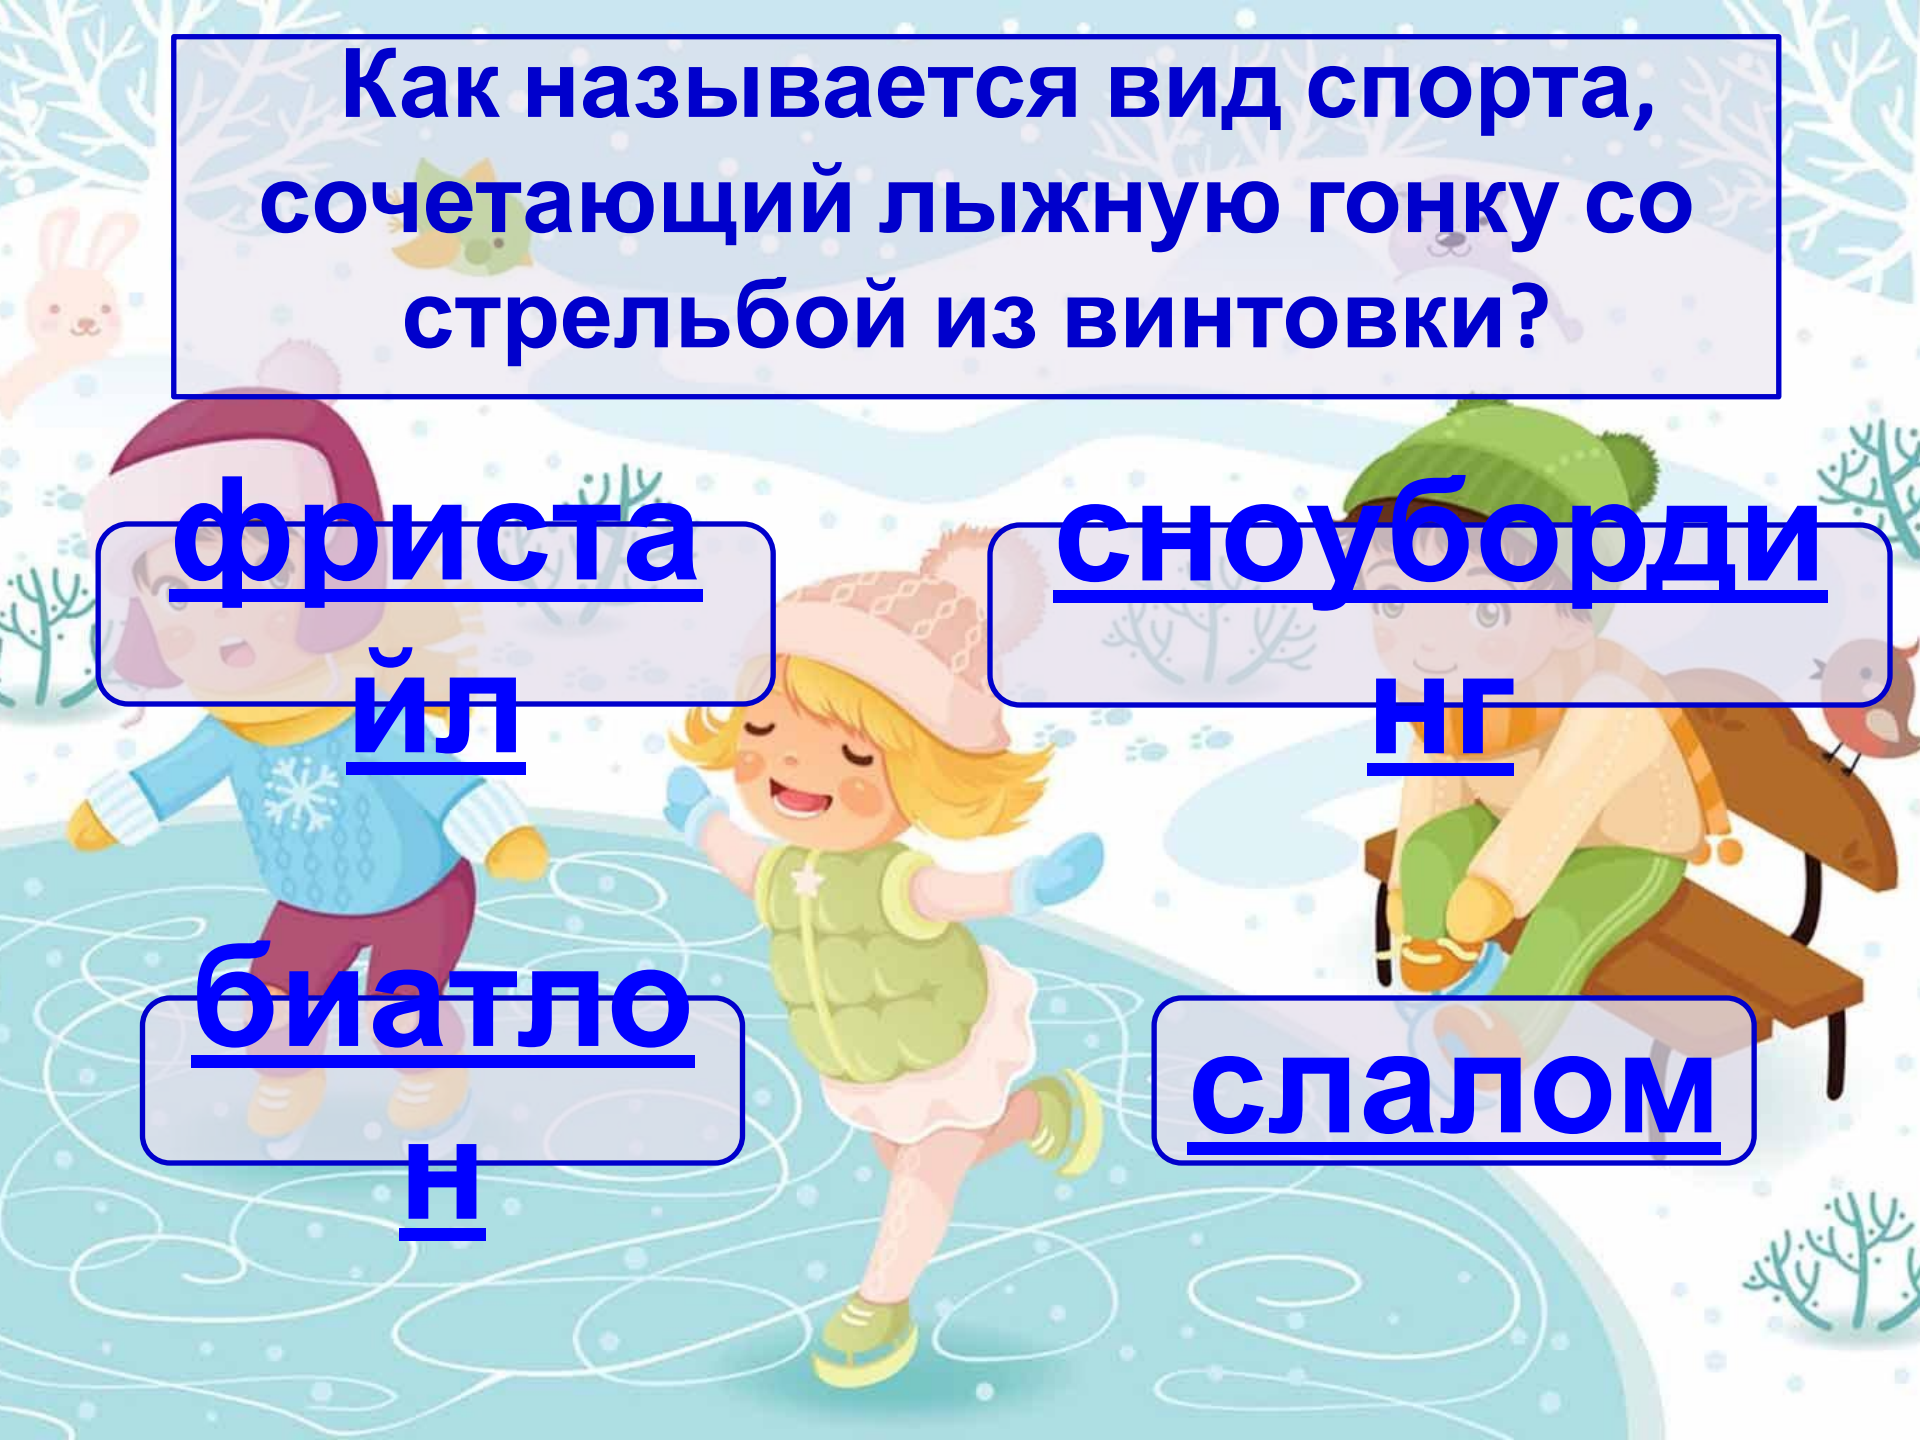 Как называется вид спорта,
сочетающий лыжную гонку со
стрельбой из винтовки?
фриста
йл
сноуборди
нг
биатло
н
слалом